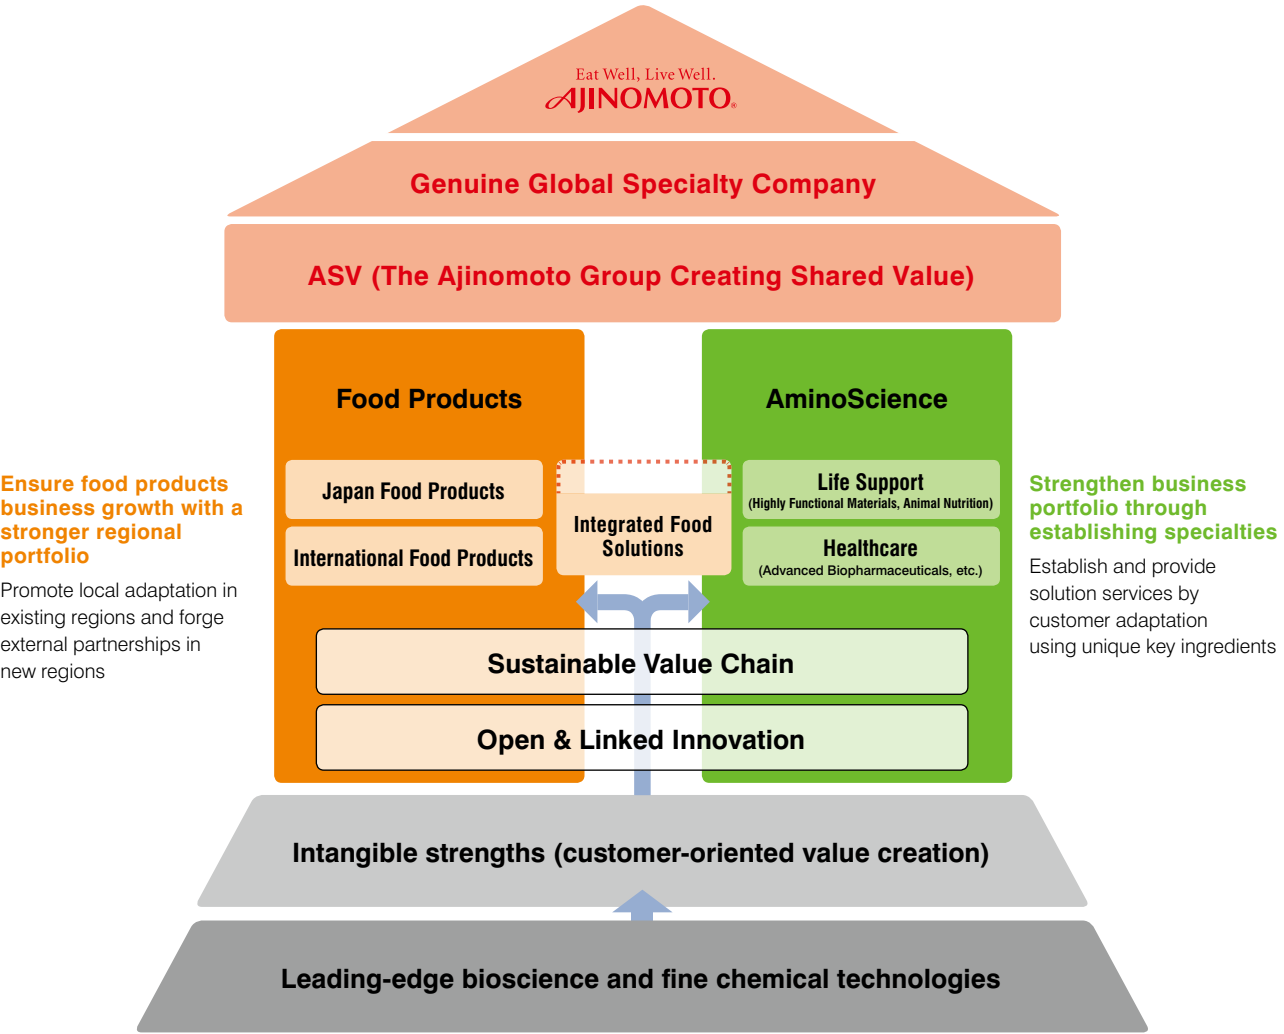 Eat Well, Live Well.
AJINOMOTO®
Genuine Global Specialty Company
ASV (The Ajinomoto Group Creating Shared Value)
Food Products
AminoScience
Ensure food products
business growth with a
stronger regional
portfolio
Promote local adaptation in
existing regions and forge
external partnerships in
new regions
Japan Food Products
International Food Products
Integrated Food
Solutions
Life Support
(Highly Functional Materials, Animal Nutrition)
Healthcare
(Advanced Biopharmaceuticals, etc.)
Strengthen business
portfolio through
establishing specialties
Establish and provide
solution services by
customer adaptation
using unique key ingredients
Sustainable Value Chain
Open & Linked Innovation
Intangible strengths (customer-oriented value creation)
Leading-edge bioscience and fine chemical technologies